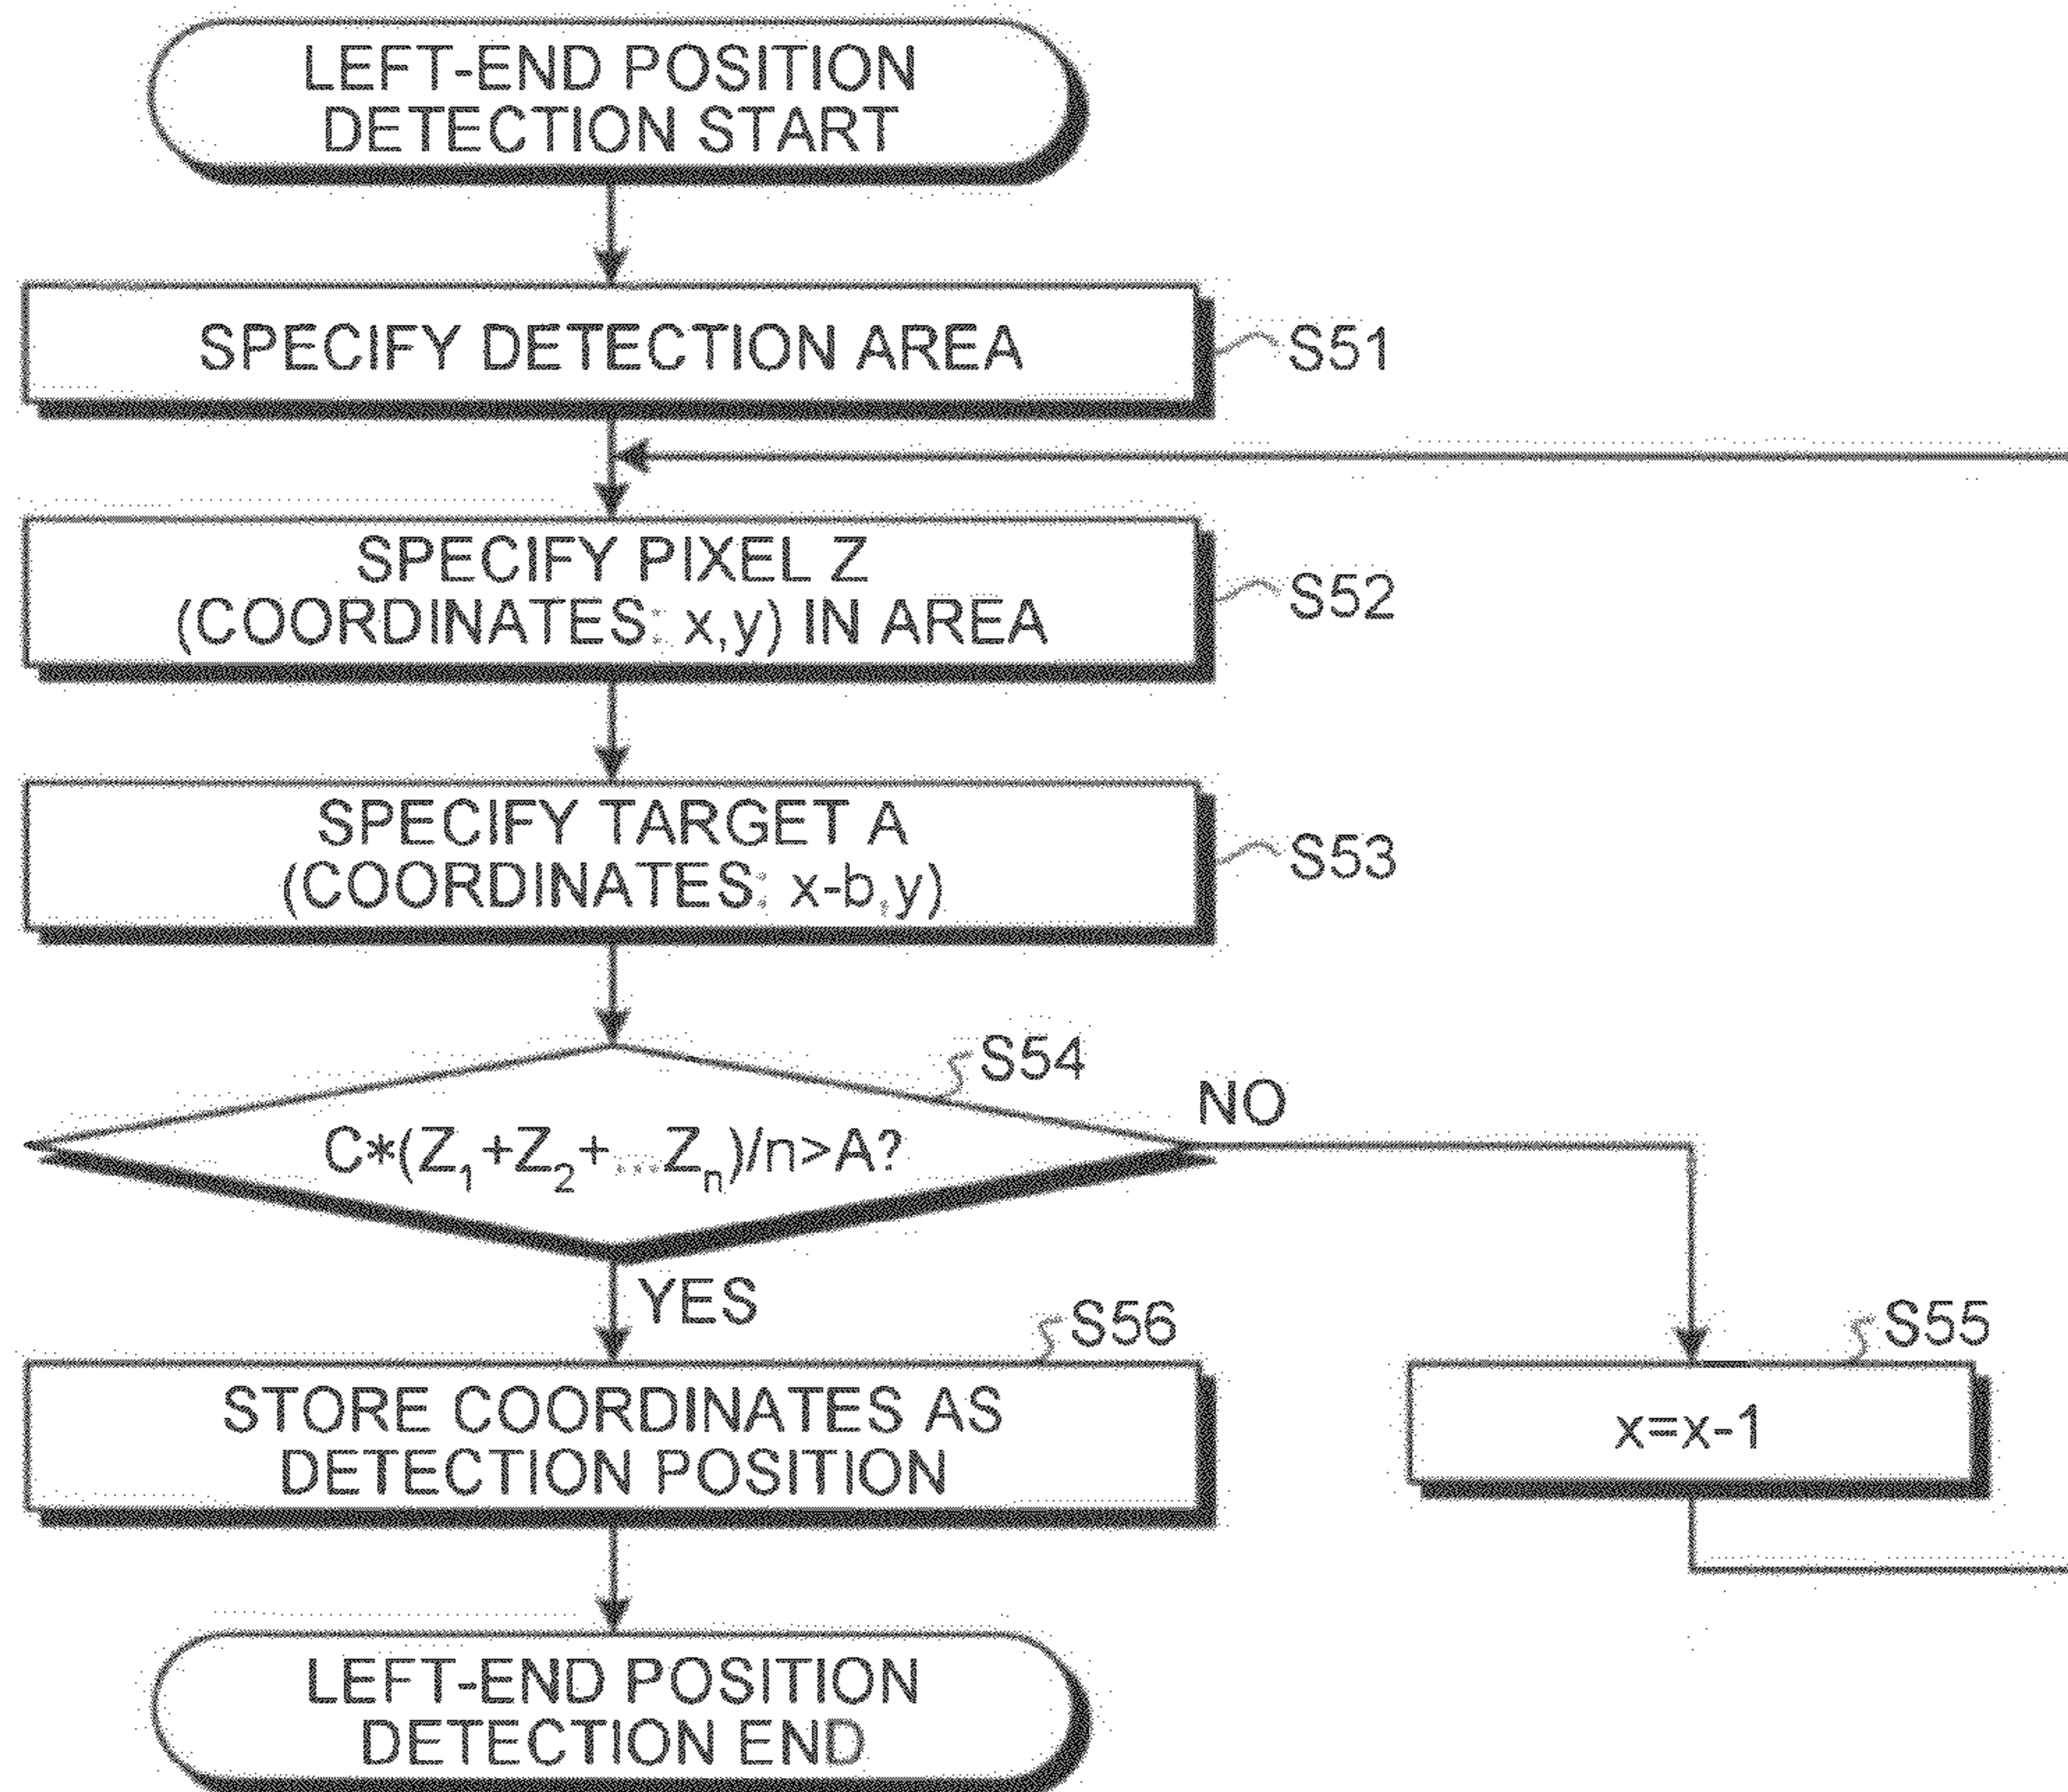 LEFT-END POSITION
DETECTION START
SPECIFY DETECTION AREA
S51
SPECIFY PIXEL Z
(COORDINATES: x,y) IN AREA
S52
SPECIFY TARGET A
(COORDINATES: x-b,y)
S53
S54
C*(Z1+Z2+...Zn)/n>A?
NO
YES
S56
STORE COORDINATES AS
DETECTION POSITION
S55
x=x-1
LEFT-END POSITION
DETECTION END